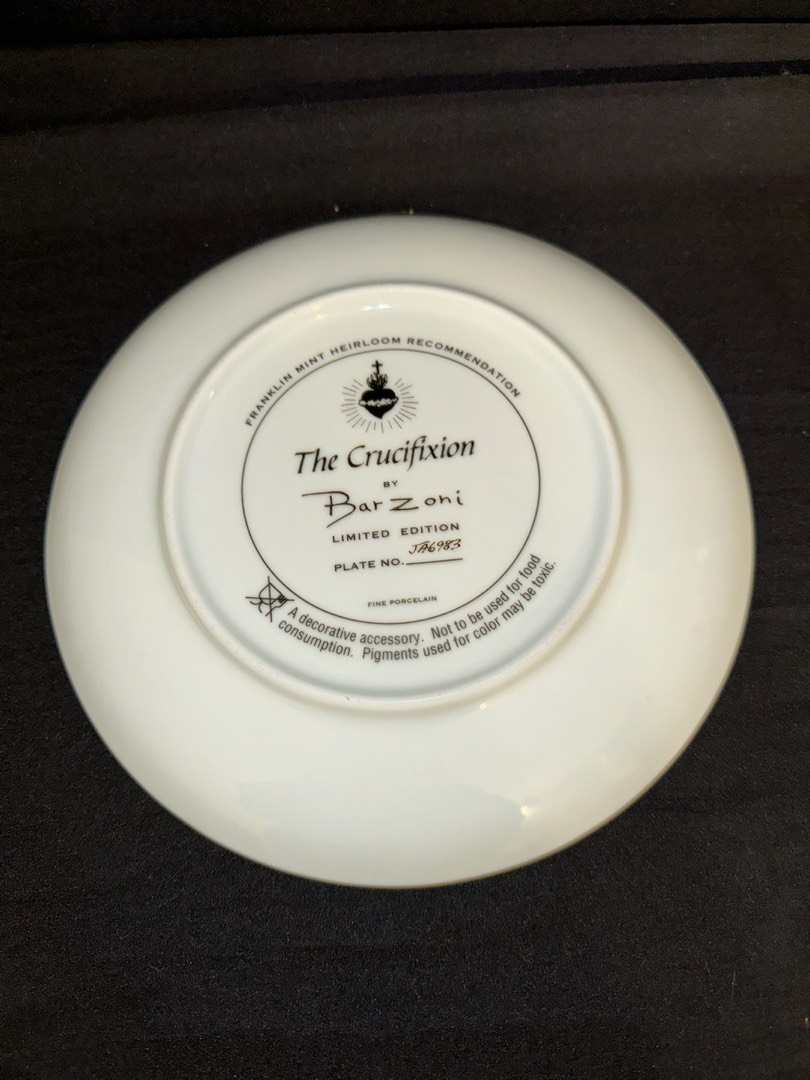 FRANKLIN MINT HEIRLOOM RECOMMENDATION
The Crucifixion
BY
Barzoni
LIMITED EDITION
PLATE NO. JA6983
FINE PORCELAIN
A decorative accessory. Not to be used for food
consumption. Pigments used for color may be toxic.